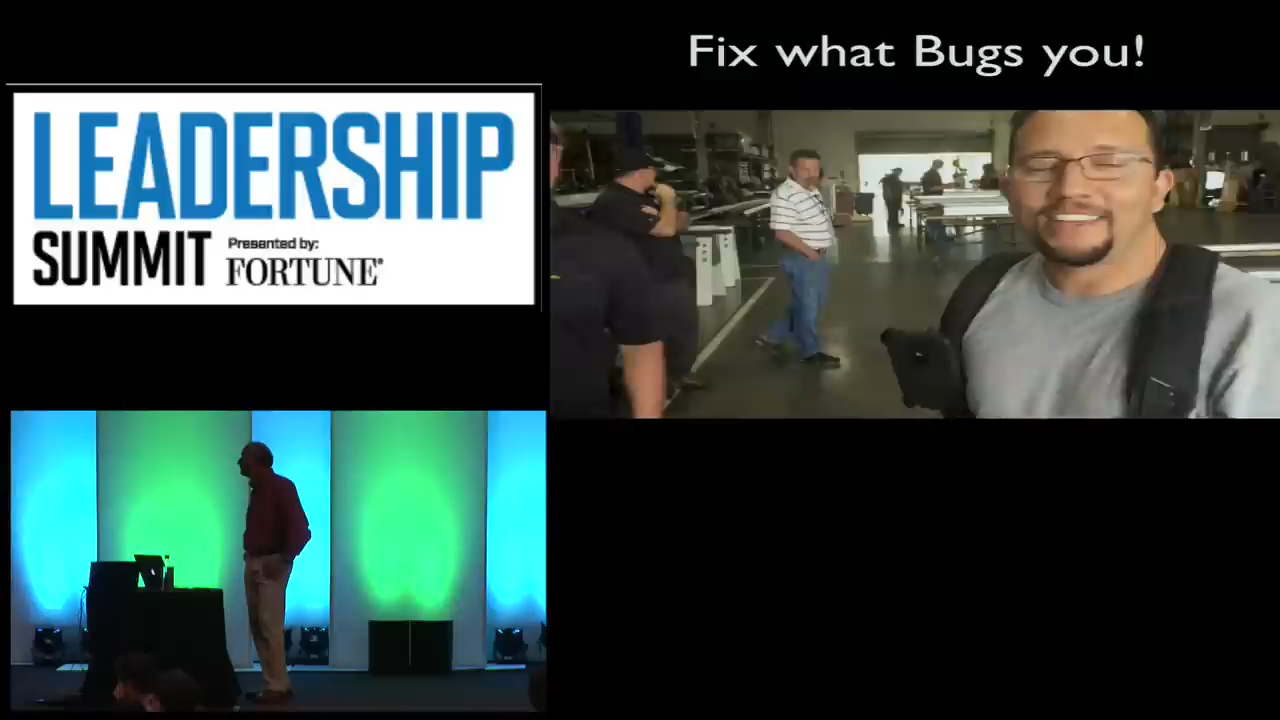 Fix what Bugs you!
LEADERSHIP
SUMMIT
Presented by:
FORTUNE®